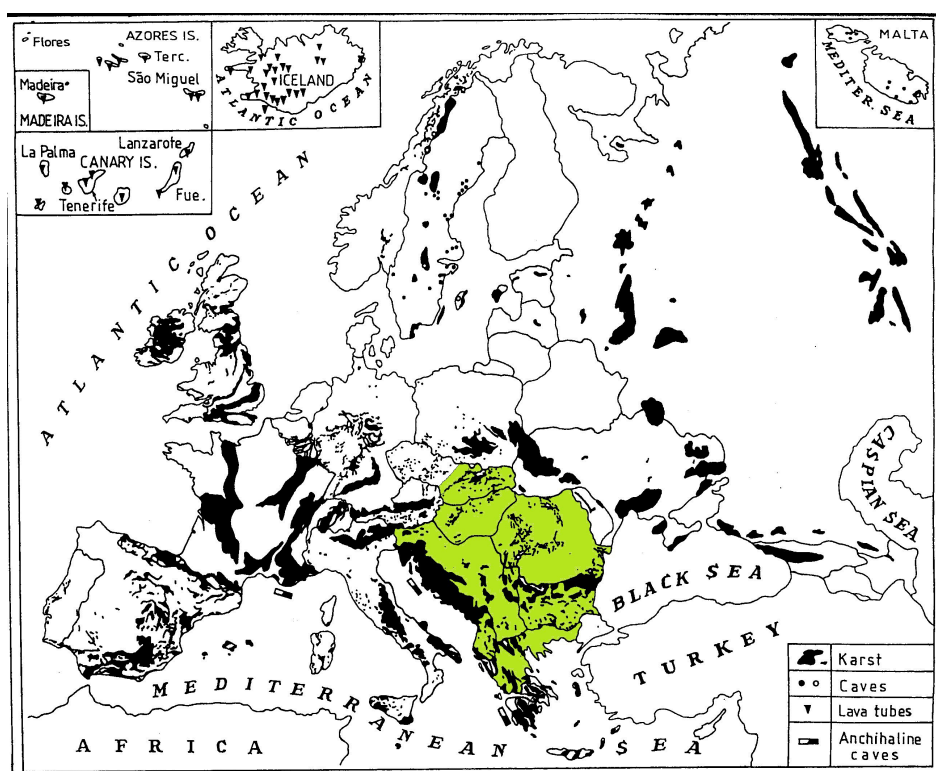 Flores
AZORES IS.
Terc.
São Miguel
Madeira
MADEIRA IS.
La Palma
Lanzarote
CANARY IS.
Tenerife
Fue.
ICELAND
ATLANTIC OCEAN
MALTA
MEDITER. SEA
ATLANTIC OCEAN
CASPIAN SEA
BLACK SEA
TURKEY
MEDITERRANEAN SEA
AFRICA
Karst
Caves
Lava tubes
Anchihaline
caves